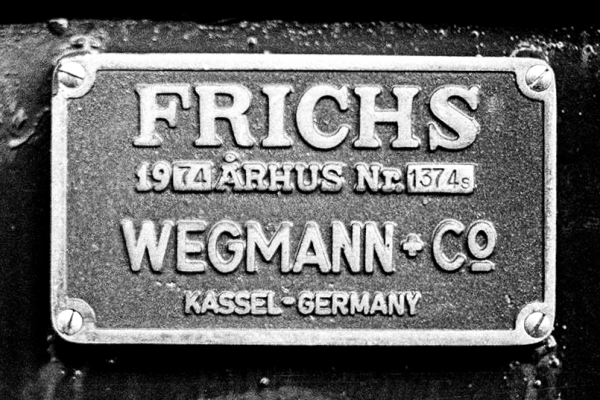 FRICHS
1974 ÅRHUS Nr. 1374s
WEGMANN + Co
KASSEL-GERMANY